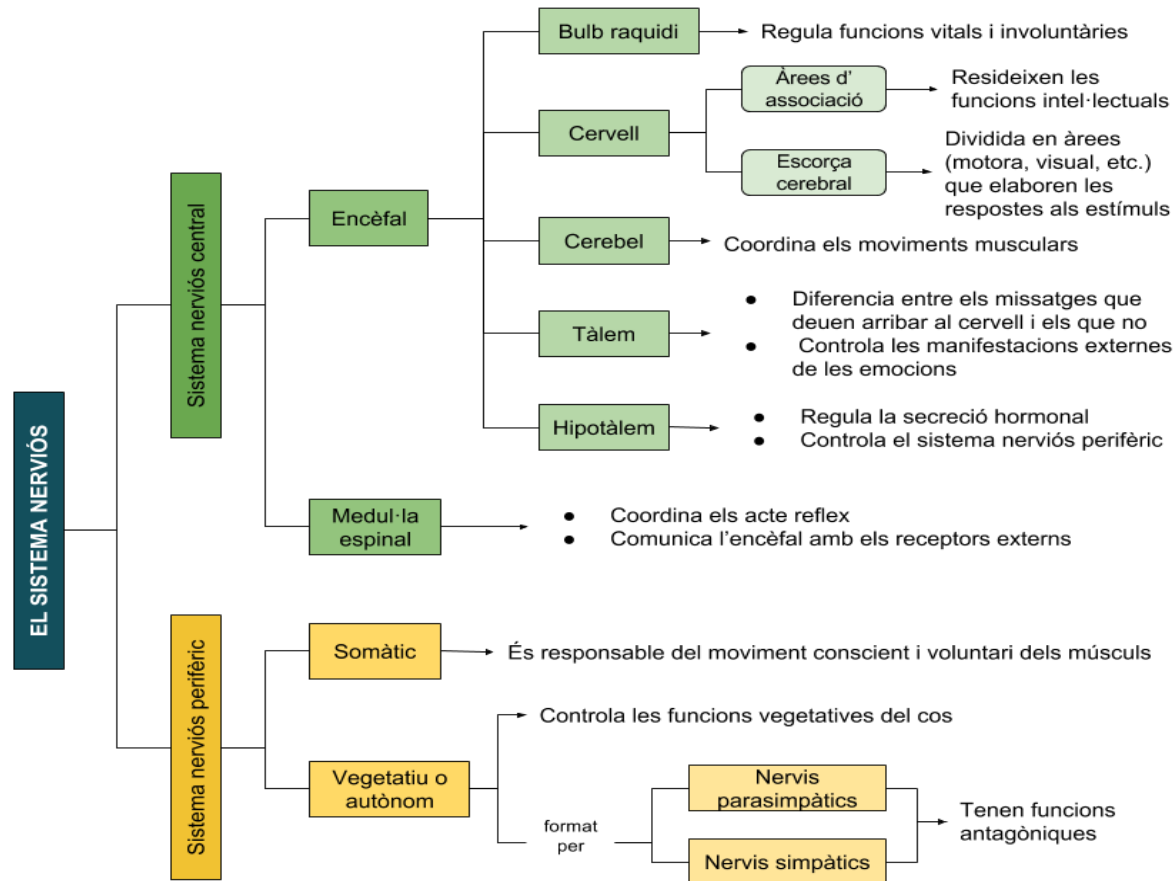 EL SISTEMA NERVIÓS
Sistema nerviós central
Encèfal
Bulb raquidi
Regula funcions vitals i involuntàries
Cervell
Àrees d'
associació
Resideixen les
funcions intel·lectuals
Escorça
cerebral
Dividida en àrees
(motora, visual, etc.)
que elaboren les
respostes als estímuls
Cerebel
Coordina els moviments musculars
Tàlem
● Diferencia entre els missatges que
deuen arribar al cervell i els que no
● Controla les manifestacions externes
de les emocions
Hipotàlem
● Regula la secreció hormonal
● Controla el sistema nerviós perifèric
Medul·la
espinal
● Coordina els acte reflex
● Comunica l'encèfal amb els receptors externs
Sistema nerviós perifèric
Somàtic
És responsable del moviment conscient i voluntari dels músculs
Vegetatiu o
autònom
Controla les funcions vegetatives del cos
format
per
Nervis
parasimpàtics
Nervis simpàtics
Tenen funcions
antagòniques